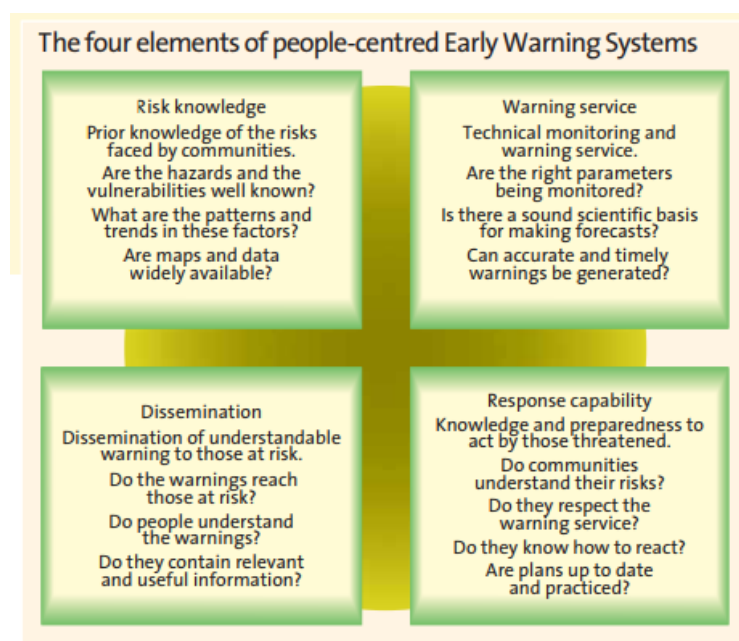 The four elements of people-centred Early Warning Systems
Risk knowledge
Prior knowledge of the risks
faced by communities.
Are the hazards and the
vulnerabilities well known?
What are the patterns and
trends in these factors?
Are maps and data
widely available?
Warning service
Technical monitoring and
warning service.
Are the right parameters
being monitored?
Is there a sound scientific basis
for making forecasts?
Can accurate and timely
warnings be generated?
Dissemination
Dissemination of understandable
warning to those at risk.
Do the warnings reach
those at risk?
Do people understand
the warnings?
Do they contain relevant
and useful information?
Response capability
Knowledge and preparedness to
act by those threatened.
Do communities
understand their risks?
Do they respect the
warning service?
Do they know how to react?
Are plans up to date
and practiced?